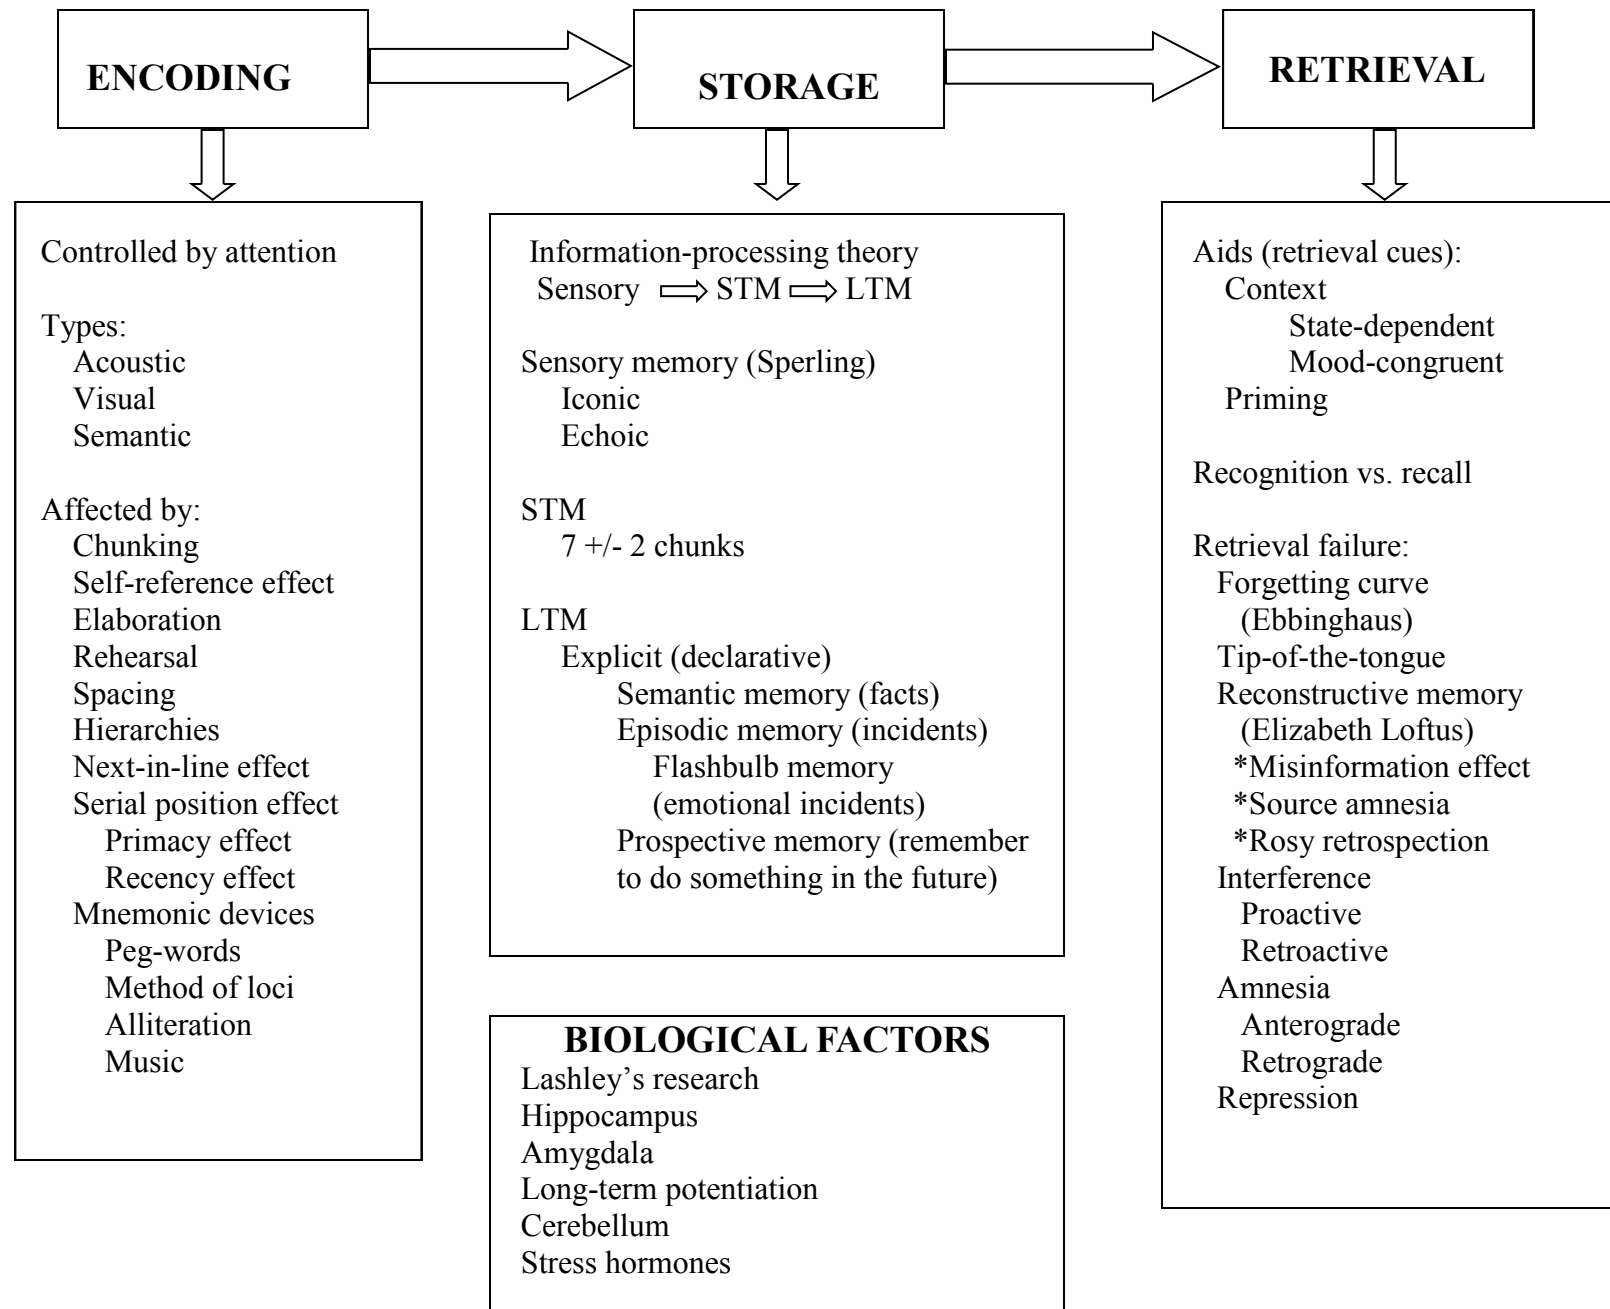 ENCODING
STORAGE
RETRIEVAL
Controlled by attention
Types:
Acoustic
Visual
Semantic
Affected by:
Chunking
Self-reference effect
Elaboration
Rehearsal
Spacing
Hierarchies
Next-in-line effect
Serial position effect
Primacy effect
Recency effect
Mnemonic devices
Peg-words
Method of loci
Alliteration
Music
Information-processing theory
Sensory STM LTM
Sensory memory (Sperling)
Iconic
Echoic
STM
7 +/- 2 chunks
LTM
Explicit (declarative)
Semantic memory (facts)
Episodic memory (incidents)
Flashbulb memory
(emotional incidents)
Prospective memory (remember
to do something in the future)
BIOLOGICAL FACTORS
Lashley’s research
Hippocampus
Amygdala
Long-term potentiation
Cerebellum
Stress hormones
Aids (retrieval cues):
Context
State-dependent
Mood-congruent
Priming
Recognition vs. recall
Retrieval failure:
Forgetting curve
(Ebbinghaus)
Tip-of-the-tongue
Reconstructive memory
(Elizabeth Loftus)
*Misinformation effect
*Source amnesia
*Rosy retrospection
Interference
Proactive
Retroactive
Amnesia
Anterograde
Retrograde
Repression